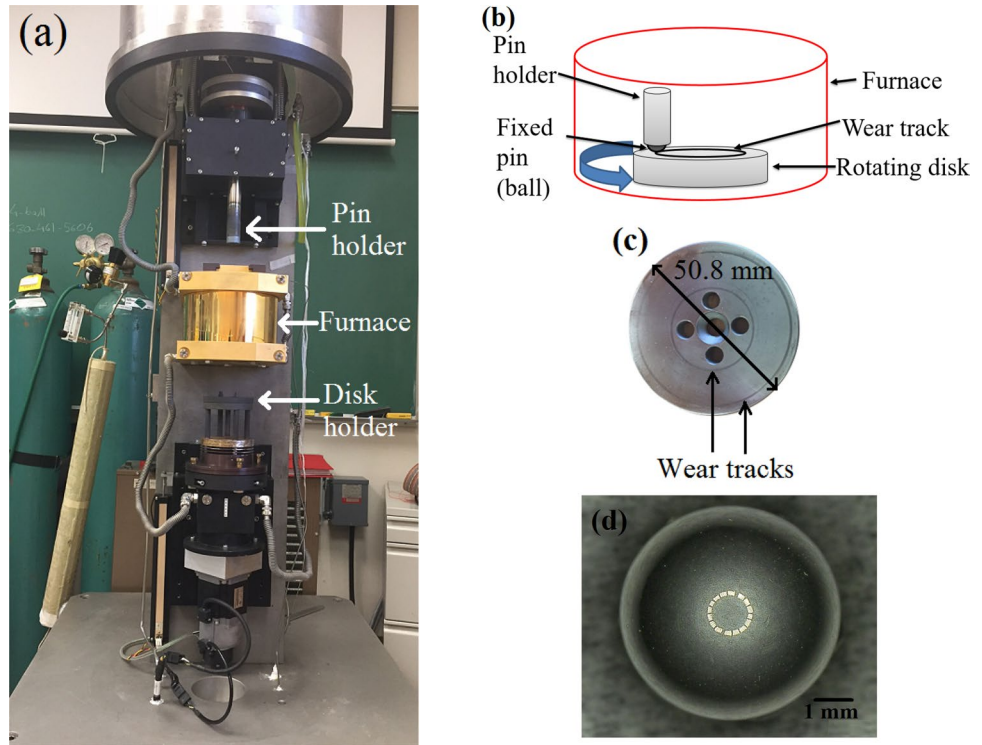 (a)
Pin
holder
Furnace
Disk
holder
(b)
Pin
holder
Fixed
pin
(ball)
Furnace
Wear track
Rotating disk
(c)
50.8 mm
Wear tracks
(d)
1 mm